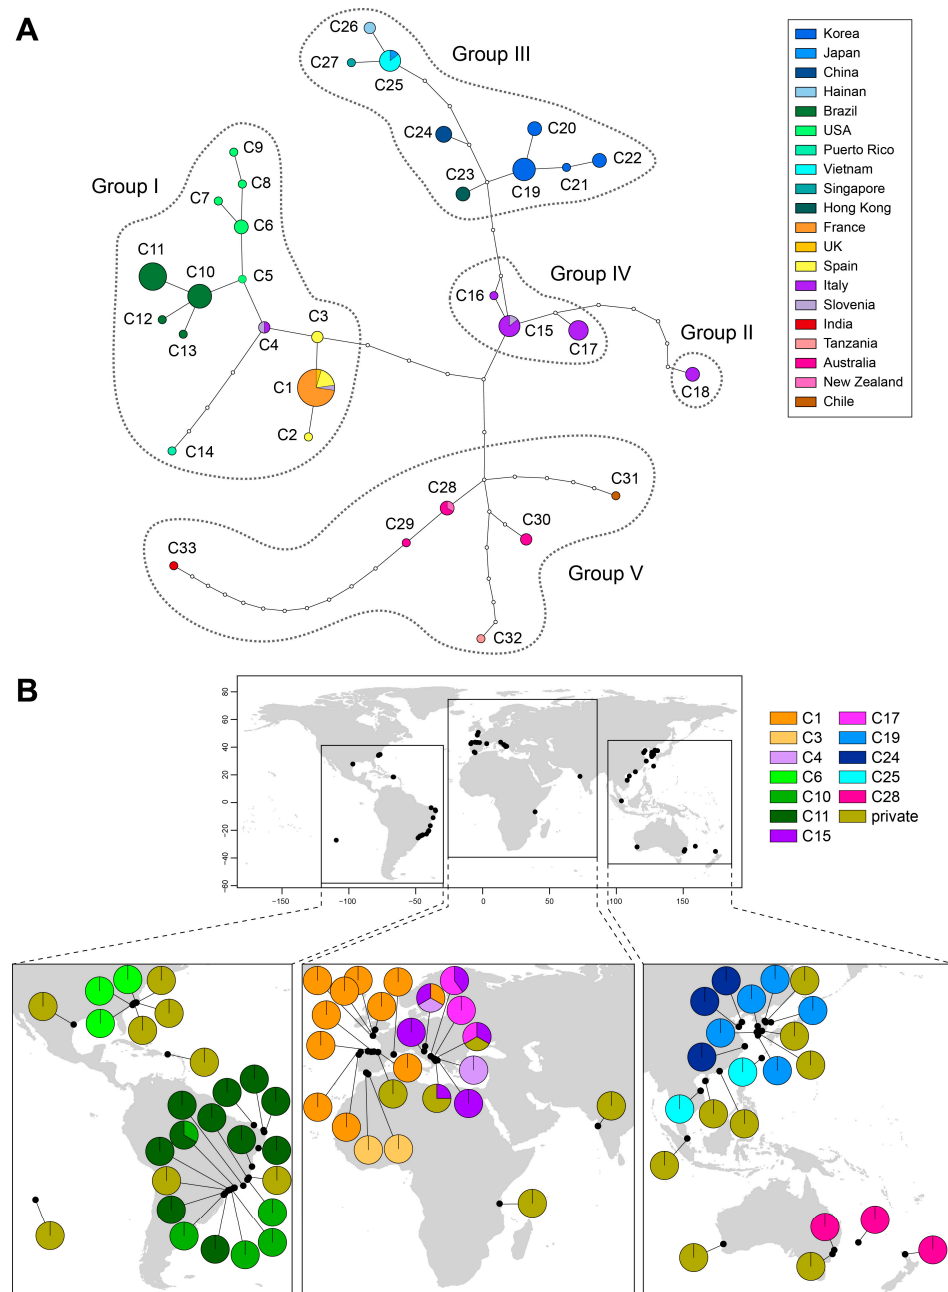 A
C26
Group III
C27
C25
C24
C20
C23
C22
C19
C21
Korea
Japan
China
Hainan
Brazil
USA
Puerto Rico
Vietnam
Singapore
Hong Kong
France
UK
Spain
Italy
Slovenia
India
Tanzania
Australia
New Zealand
Chile
C9
Group I
C8
C7
C6
C11
C10
C5
C12
C13
C4
C3
C1
C2
C14
Group IV
C16
C15
C17
Group II
C18
C28
C31
C29
C30
C33
Group V
C32
B
80
60
40
20
0
−20
−40
−60
−150
−100
−50
0
50
100
150
C1
C3
C4
C6
C10
C11
C15
C17
C19
C24
C25
C28
private